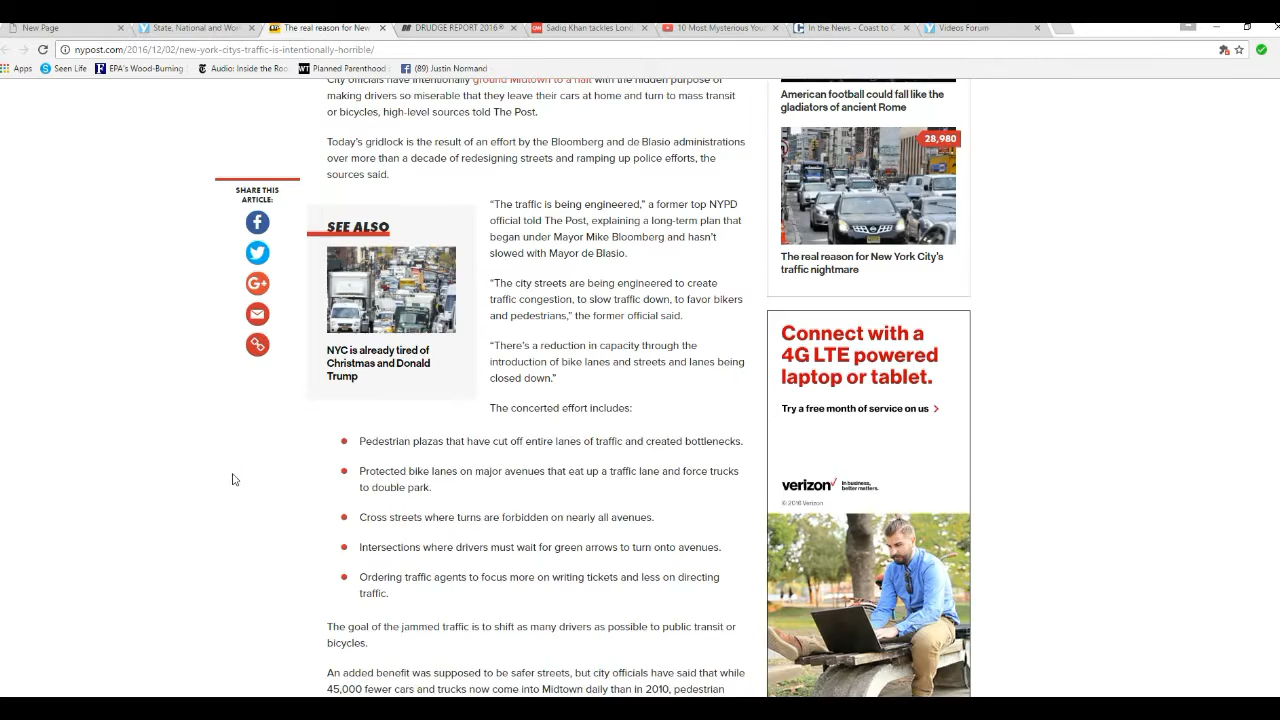 New Page
State, National and Wor
The real reason for New
DRUDGE REPORT 2016®
Sadiq Khan tackles Lond
10 Most Mysterious You
In the News - Coast to C
Videos Forum
nypost.com/2016/12/02/new-york-citys-traffic-is-intentionally-horrible/
Apps
Seen Life
EPA's Wood-Burning
Audio: Inside the Roo
Planned Parenthood
(89) Justin Normand
City officials have intentionally ground Midtown to a halt with the hidden purpose of
making drivers so miserable that they leave their cars at home and turn to mass transit
or bicycles, high-level sources told The Post.
Today's gridlock is the result of an effort by the Bloomberg and de Blasio administrations
over more than a decade of redesigning streets and ramping up police efforts, the
sources said.
SHARE THIS
ARTICLE:
SEE ALSO
NYC is already tired of
Christmas and Donald
Trump
“The traffic is being engineered,” a former top NYPD
official told The Post, explaining a long-term plan that
began under Mayor Mike Bloomberg and hasn't
slowed with Mayor de Blasio.
“The city streets are being engineered to create
traffic congestion, to slow traffic down, to favor bikers
and pedestrians,” the former official said.
“There's a reduction in capacity through the
introduction of bike lanes and streets and lanes being
closed down.”
The concerted effort includes:
Pedestrian plazas that have cut off entire lanes of traffic and created bottlenecks.
Protected bike lanes on major avenues that eat up a traffic lane and force trucks
to double park.
Cross streets where turns are forbidden on nearly all avenues.
Intersections where drivers must wait for green arrows to turn onto avenues.
Ordering traffic agents to focus more on writing tickets and less on directing
traffic.
The goal of the jammed traffic is to shift as many drivers as possible to public transit or
bicycles.
An added benefit was supposed to be safer streets, but city officials have said that while
45,000 fewer cars and trucks now come into Midtown daily than in 2010, pedestrian
American football could fall like the
gladiators of ancient Rome
28,980
The real reason for New York City's
traffic nightmare
Connect with a
4G LTE powered
laptop or tablet.
Try a free month of service on us
verizon
In business,
better matters.
© 2016 Verizon